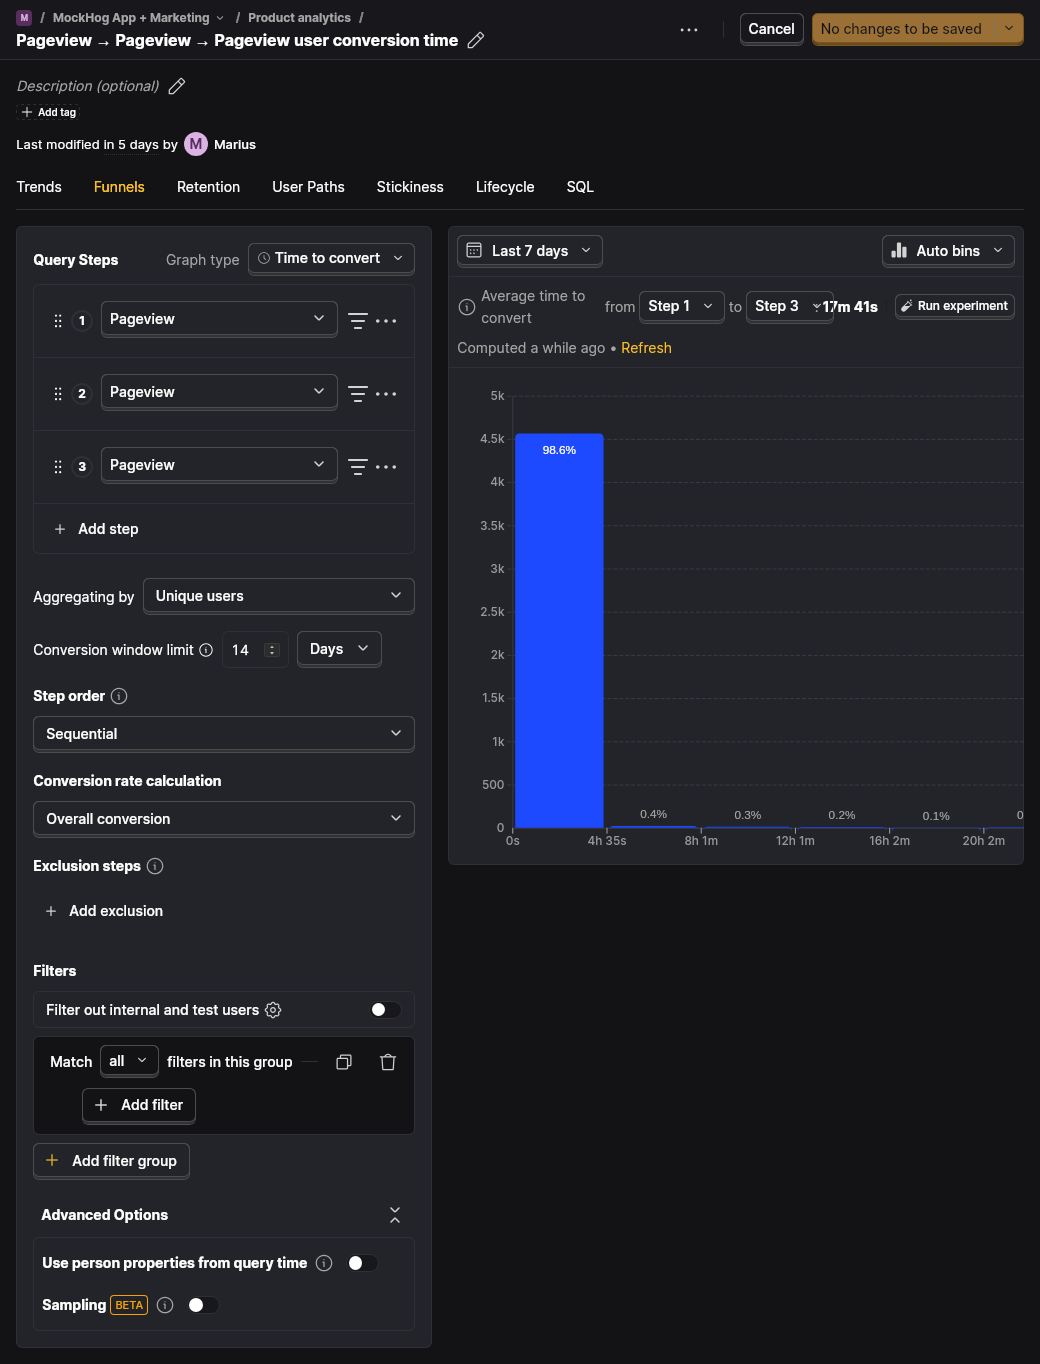 M / MockHog App + Marketing / Product analytics /
Pageview → Pageview → Pageview user conversion time
Cancel
No changes to be saved
Description (optional)
Add tag
Last modified in 5 days by M Marius
Trends Funnels Retention User Paths Stickiness Lifecycle SQL
Query Steps Graph type Time to convert
1 Pageview
2 Pageview
3 Pageview
Add step
Aggregating by Unique users
Conversion window limit 14 Days
Step order
Sequential
Conversion rate calculation
Overall conversion
Exclusion steps
Add exclusion
Filters
Filter out internal and test users
Match all filters in this group
Add filter
Add filter group
Advanced Options
Use person properties from query time
Sampling BETA
Last 7 days Auto bins
Average time to
convert
from Step 1 to Step 3 17m 41s Run experiment
Computed a while ago • Refresh
5k
4.5k
98.6%
4k
3.5k
3k
2.5k
2k
1.5k
1k
500
0.4% 0.3% 0.2% 0.1% 0
0
0s 4h 35s 8h 1m 12h 1m 16h 2m 20h 2m